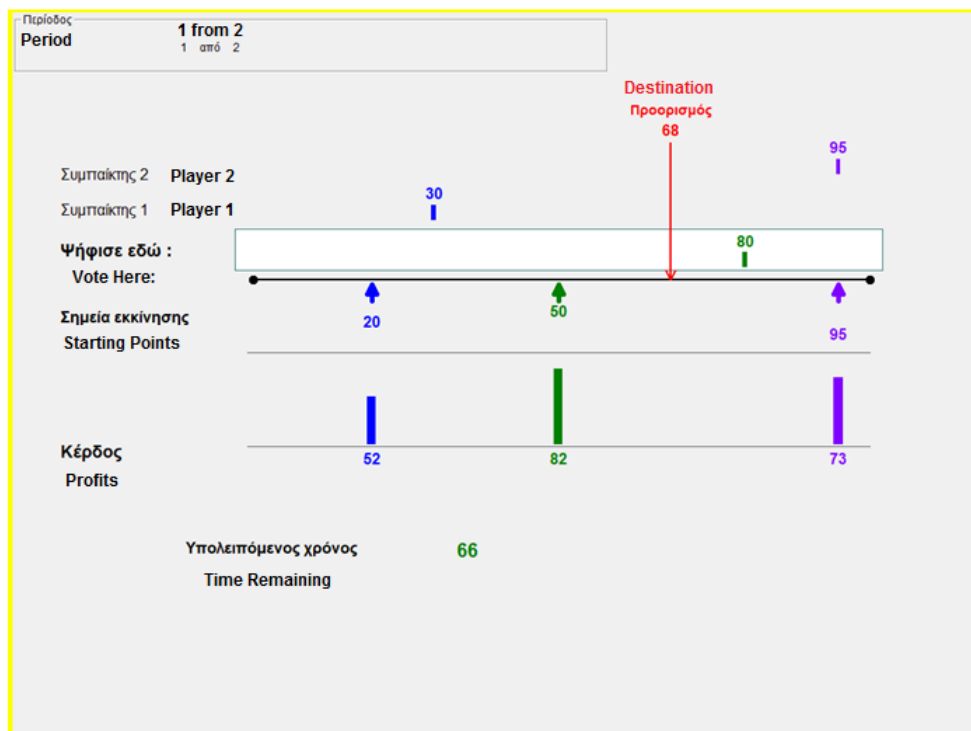 Περίοδος
Period
1 from 2
1 από 2
Destination
Προορισμός
68
95
Συμπαίκτης 2 Player 2
30
Συμπαίκτης 1 Player 1
80
Ψήφισε εδώ :
Vote Here:
Σημεία εκκίνησης
Starting Points
20
50
95
Κέρδος
Profits
52
82
73
Υπολειπόμενος χρόνος
66
Time Remaining